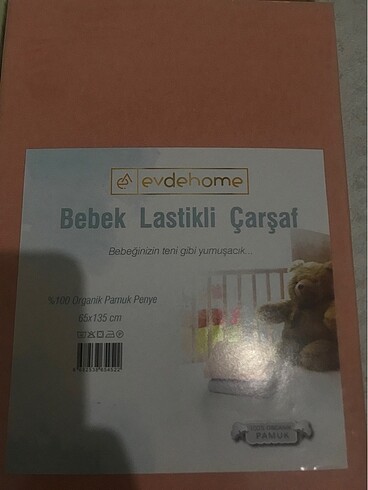 evdehome
Bebek Lastikli Çarşaf
Bebeğinizin teni gibi yumuşacık...
%100 Organik Pamuk Penye
65x135 cm
PAMUK